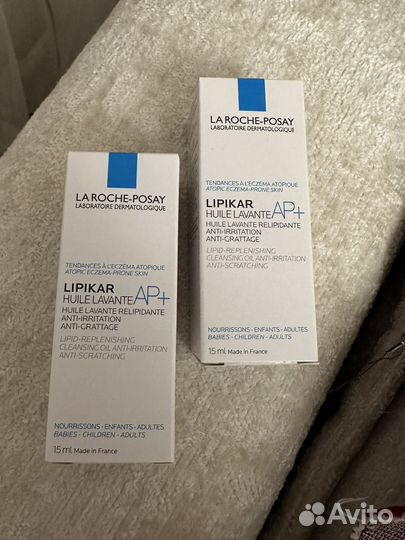 LA ROCHE-POSAY
LABORATOIRE DERMATOLOGIQUE
TENDANCES À L'ECZÉMA ATOPIQUE
ATOPIC ECZEMA-PRONE SKIN
LIPIKAR
HUILE LAVANTE AP+
HUILE LAVANTE RELIPIDANTE
ANTI-IRRITATION
ANTI-GRATTAGE
LIPID-REPLENISHING
CLEANSING OIL ANTI-IRRITATION
ANTI-SCRATCHING
NOURRISSONS - ENFANTS - ADULTES
BABIES - CHILDREN - ADULTS
15 ml Made in France
LA ROCHE-POSAY
LABORATOIRE DERMATOLOGIQUE
TENDANCES À L'ECZÉMA ATOPIQUE
ATOPIC ECZEMA-PRONE SKIN
LIPIKAR
HUILE LAVANTE AP+
HUILE LAVANTE RELIPIDANTE
ANTI-IRRITATION
ANTI-GRATTAGE
LIPID-REPLENISHING
CLEANSING OIL ANTI-IRRITATION
ANTI-SCRATCHING
NOURRISSONS - ENFANTS - ADULTES
BABIES - CHILDREN - ADULTS
15 ml Made in France
Avito